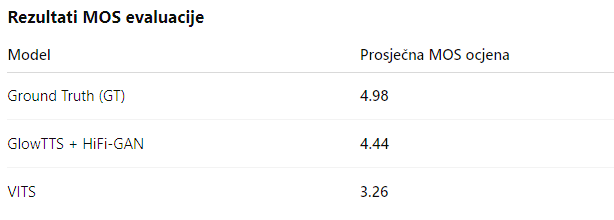 Rezultati MOS evaluacije
Model Prosječna MOS ocjena
Ground Truth (GT) 4.98
GlowTTS + HiFi-GAN 4.44
VITS 3.26